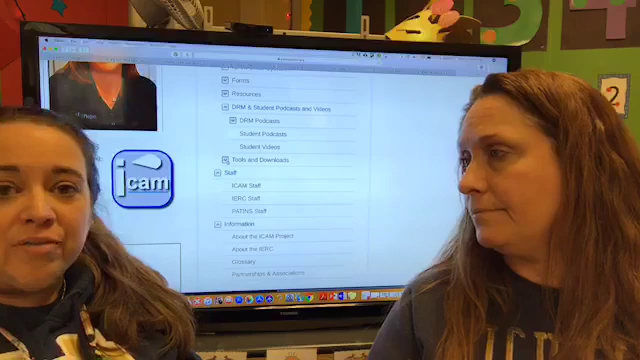 Forms
Resources
DRM & Student Podcasts and Videos
DRM Podcasts
Student Podcasts
Student Videos
Tools and Downloads
icam
Staff
ICAM Staff
IERC Staff
PATINS Staff
Information
About the ICAM Project
About the IERC
Glossary
Partnerships & Associations
2